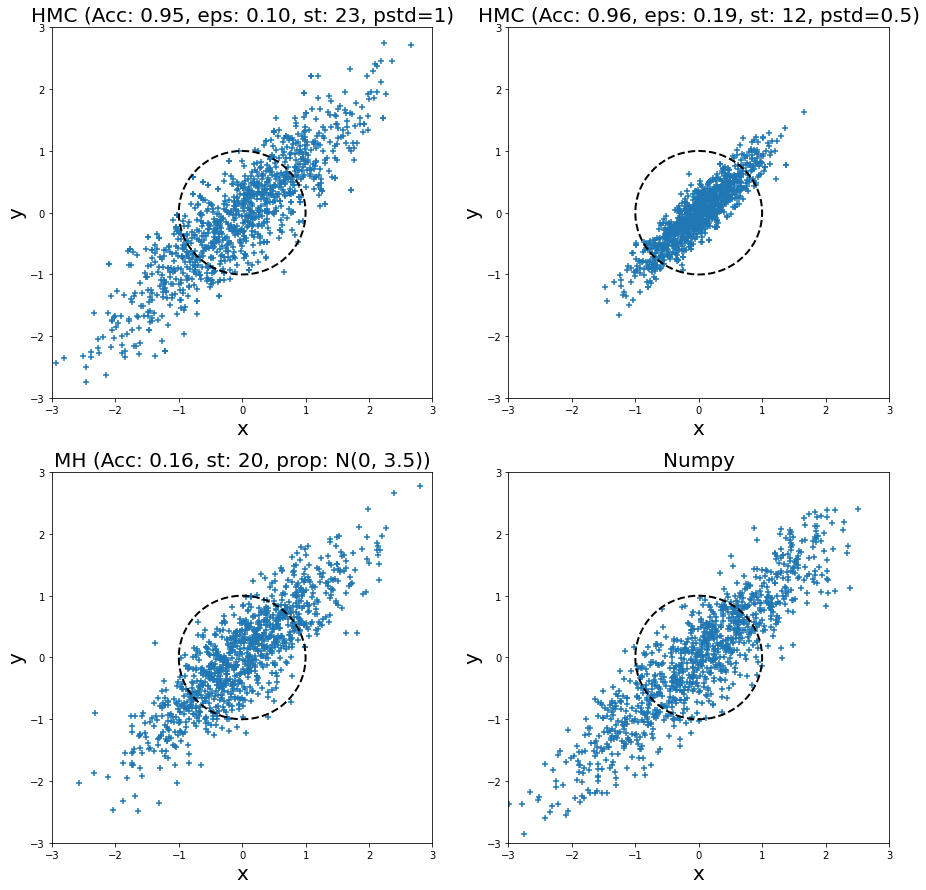 HMC (Acc: 0.95, eps: 0.10, st: 23, pstd=1)
3
2
1
0
−1
−2
−3
y
−3 −2 −1 0 1 2 3
x
HMC (Acc: 0.96, eps: 0.19, st: 12, pstd=0.5)
3
2
1
0
−1
−2
−3
y
−3 −2 −1 0 1 2 3
x
MH (Acc: 0.16, st: 20, prop: N(0, 3.5))
3
2
1
0
−1
−2
−3
y
−3 −2 −1 0 1 2 3
x
Numpy
3
2
1
0
−1
−2
−3
y
−3 −2 −1 0 1 2 3
x